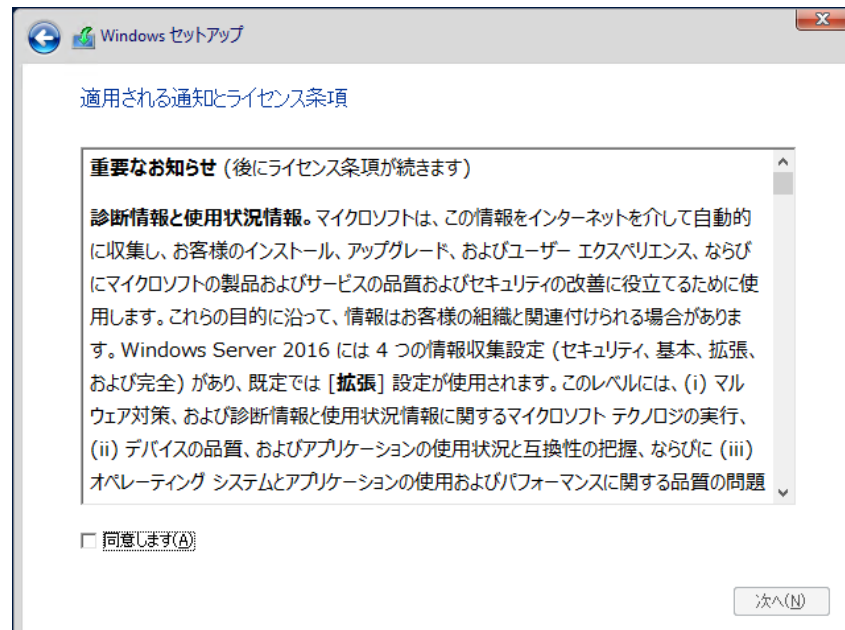 Windows セットアップ
適用される通知とライセンス条項
重要なお知らせ (後にライセンス条項が続きます)
診断情報と使用状況情報。マイクロソフトは、この情報をインターネットを介して自動的
に収集し、お客様のインストール、アップグレード、およびユーザー エクスペリエンス、ならび
にマイクロソフトの製品およびサービスの品質およびセキュリティの改善に役立てるために使
用します。これらの目的に沿って、情報はお客様の組織と関連付けられる場合がありま
す。Windows Server 2016 には 4 つの情報収集設定 (セキュリティ、基本、拡張、
および完全) があり、既定では [拡張] 設定が使用されます。このレベルには、(i) マル
ウェア対策、および診断情報と使用状況情報に関するマイクロソフト テクノロジの実行、
(ii) デバイスの品質、およびアプリケーションの使用状況と互換性の把握、ならびに (iii)
オペレーティング システムとアプリケーションの使用およびパフォーマンスに関する品質の問題
同意します(A)
次へ(N)